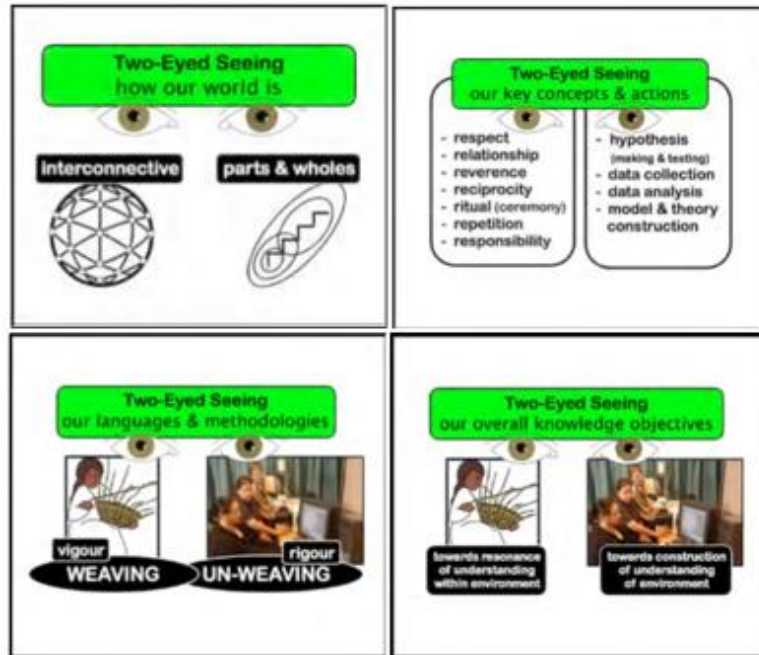 Two-Eyed Seeing
how our world is
Interconnective
parts & wholes
Two-Eyed Seeing
our key concepts & actions
- respect
- relationship
- reverence
- reciprocity
- ritual (ceremony)
- repetition
- responsibility
- hypothesis
(making & testing)
- data collection
- data analysis
- model & theory
construction
Two-Eyed Seeing
our languages & methodologies
vigour
WEAVING
rigour
UN-WEAVING
Two-Eyed Seeing
our overall knowledge objectives
towards resonance
of understanding
within environment
towards construction
of understanding
of environment